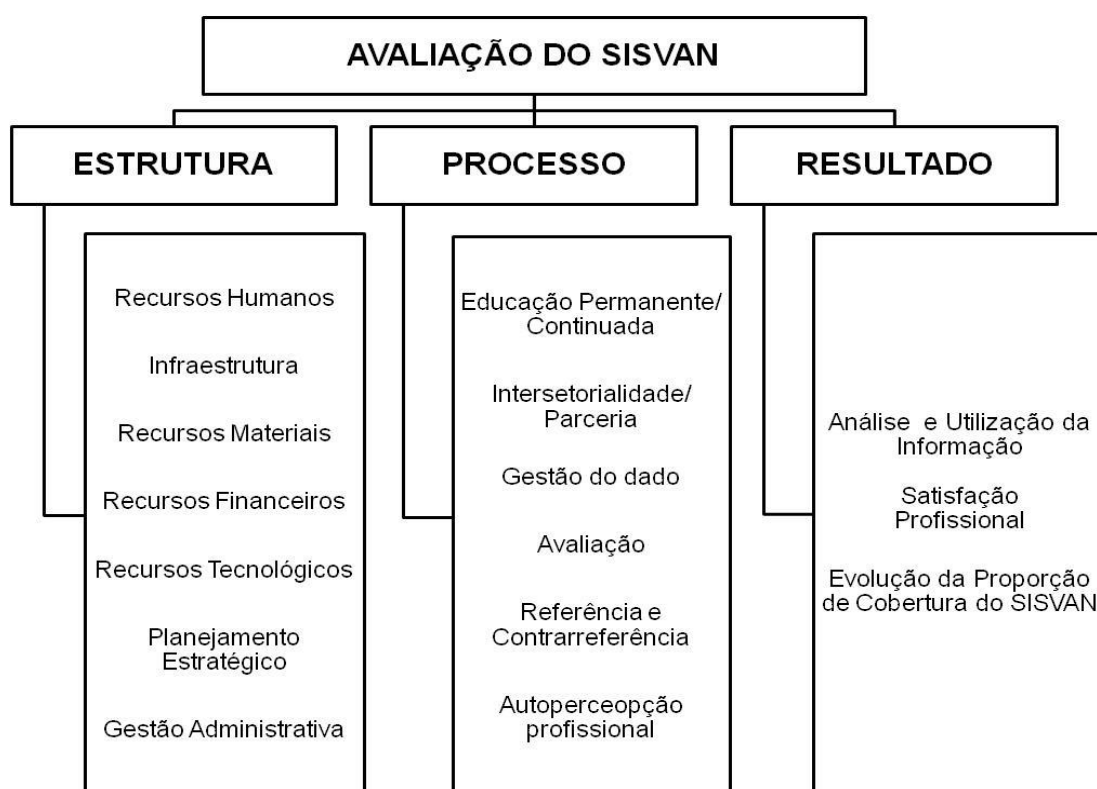 AVALIAÇÃO DO SISVAN
ESTRUTURA
Recursos Humanos
Infraestrutura
Recursos Materiais
Recursos Financeiros
Recursos Tecnológicos
Planejamento
Estratégico
Gestão Administrativa
PROCESSO
Educação Permanente/
Continuada
Intersetorialidade/
Parceria
Gestão do dado
Avaliação
Referência e
Contrarreferência
Autoperceopção
profissional
RESULTADO
Análise e Utilização da
Informação
Satisfação
Profissional
Evolução da Proporção
de Cobertura do SISVAN